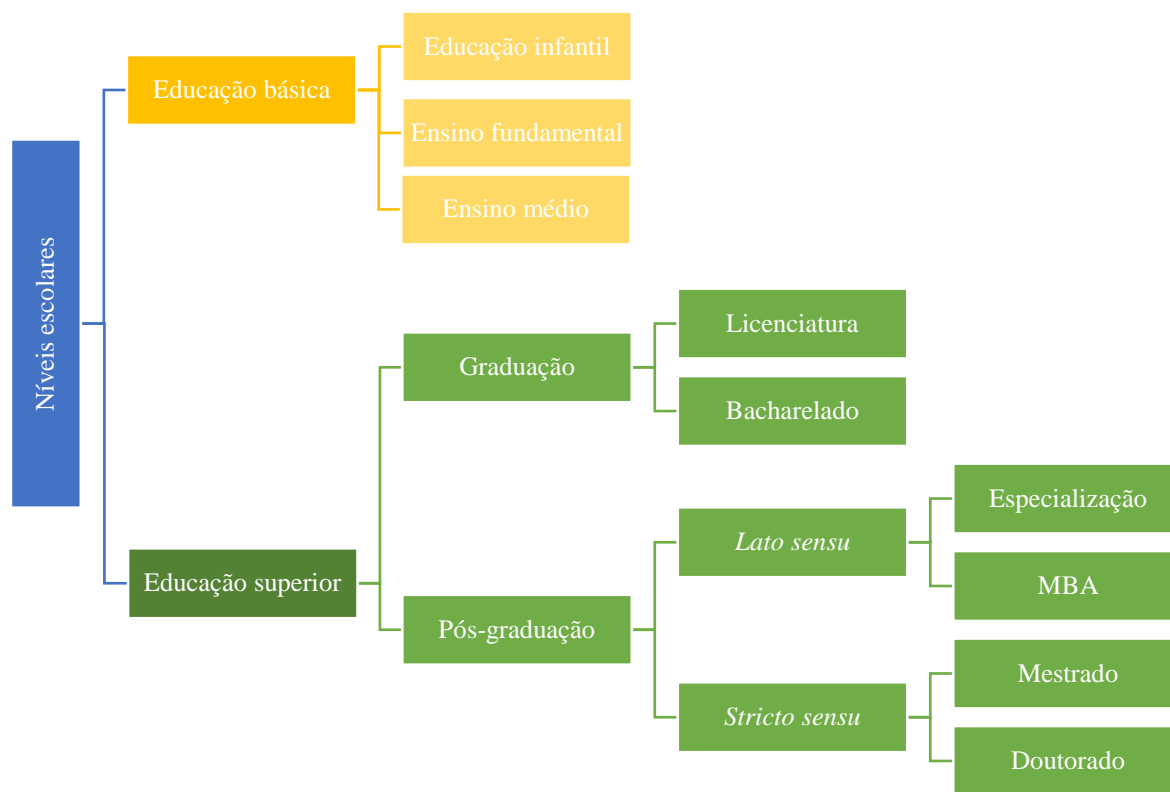 Níveis escolares
Educação básica
Educação infantil
Ensino fundamental
Ensino médio
Educação superior
Graduação
Licenciatura
Bacharelado
Pós-graduação
Lato sensu
Especialização
MBA
Stricto sensu
Mestrado
Doutorado